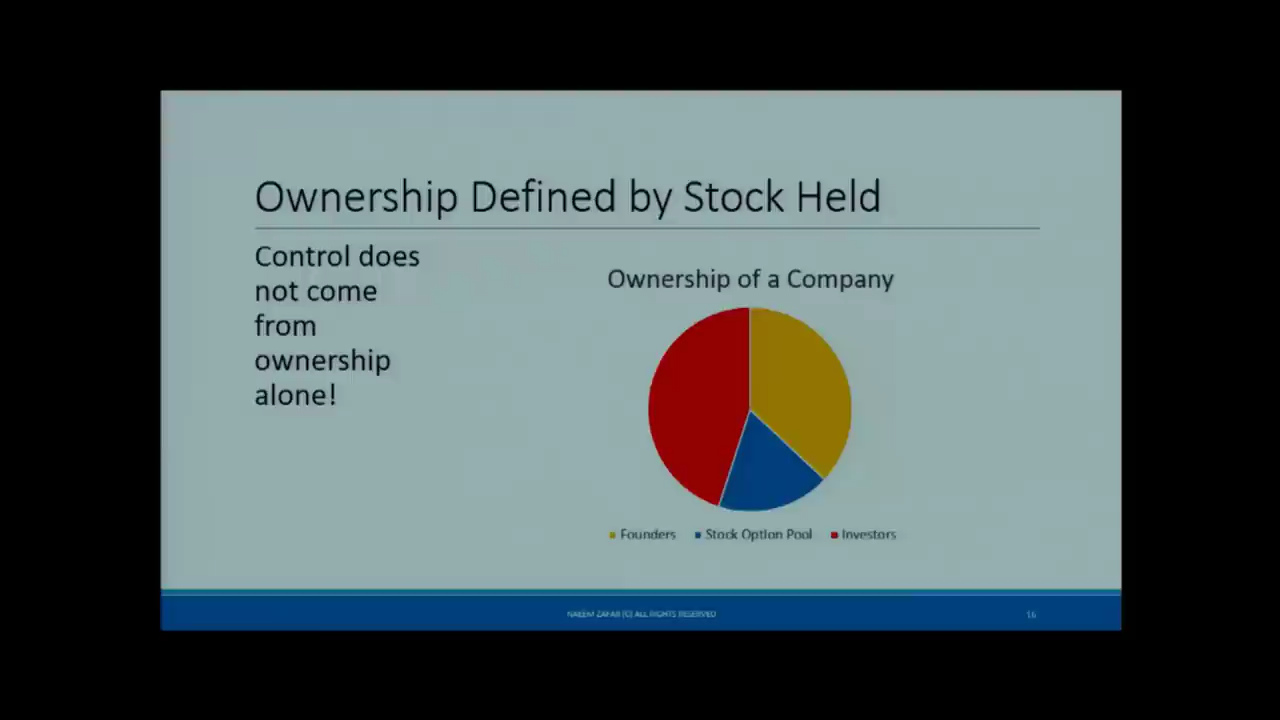 Ownership Defined by Stock Held
Control does
not come
from
ownership
alone!
Ownership of a Company
Founders Stock Option Pool Investors
NAEEM ZAFAR (C) ALL RIGHTS RESERVED
16